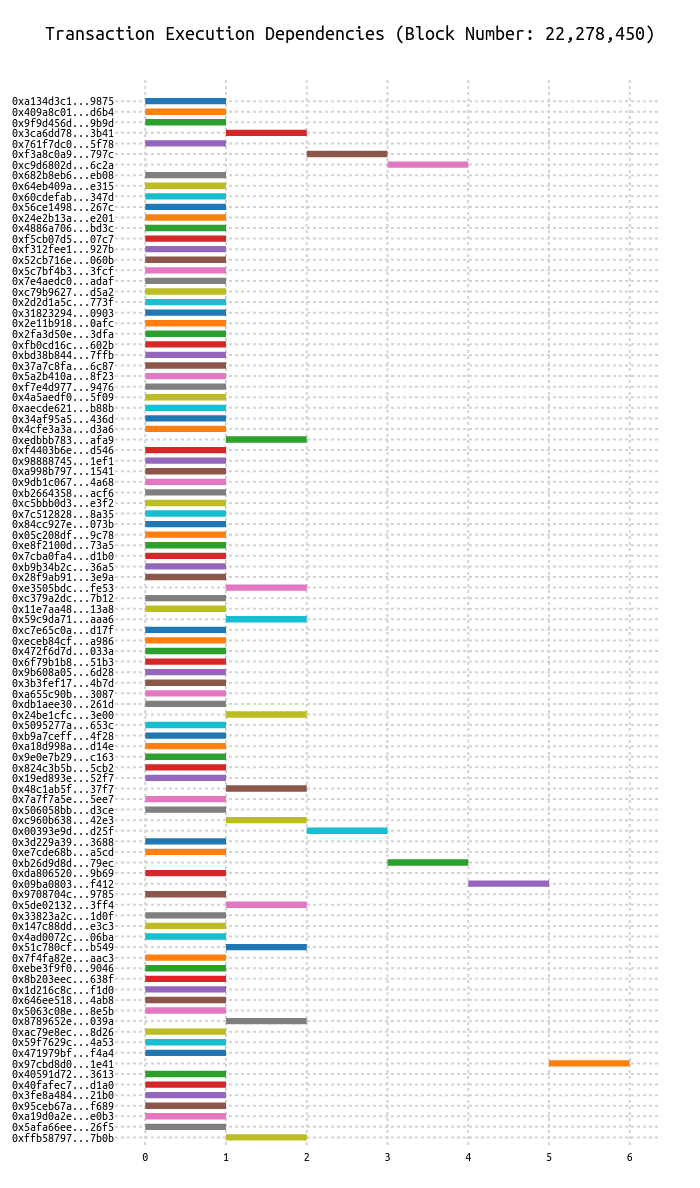 Transaction Execution Dependencies (Block Number: 22,278,450)
0xa134d3c1...9875
0x409a8c01...d6b4
0x9f9d456d...9b9d
0x3ca6dd78...3b41
0x761f7dc0...5f78
0xf3a8c0a9...797c
0xc9d6802d...6c2a
0x682b8eb6...eb08
0x64eb409a...e315
0x60cdefab...347d
0x56ce1498...267c
0x24e2b13a...e201
0x4886a706...bd3c
0xf5cb07d5...07c7
0xf312fee1...927b
0x52cb716e...060b
0x5c7bf4b3...3fcf
0x7e4aedc0...adaf
0xc79b9627...d5a2
0x2d2d1a5c...773f
0x31823294...0903
0x2e11b918...0afc
0x2fa3d50e...3dfa
0xfb0cd16c...602b
0xbd38b844...7ffb
0x37a7c8fa...6c87
0x5a2b410a...8f23
0xf7e4d977...9476
0x4a5aedf0...5f09
0xaecde621...b88b
0x34af95a5...436d
0x4cfe3a3a...d3a6
0xedbbb783...afa9
0xf4403b6e...d546
0x98888745...1ef1
0xa998b797...1541
0x9db1c067...4a68
0xb2664358...acf6
0xc5bbb0d3...e3f2
0x7c512828...8a35
0x84cc927e...073b
0x05c208df...9c78
0xe8f2100d...73a5
0x7cba0fa4...d1b0
0xb9b34b2c...36a5
0x28f9ab91...3e9a
0xe3505bdc...fe53
0xc379a2dc...7b12
0x11e7aa48...13a8
0x59c9da71...aaa6
0xc7e65c0a...d17f
0xeceb84cf...a986
0x472f6d7d...033a
0x6f79b1b8...51b3
0x9b608a05...6d28
0x3b3fef17...4b7d
0xa655c90b...3087
0xdb1aee30...261d
0x24be1cfc...3e00
0x5095277a...653c
0xb9a7ceff...4f28
0xa18d998a...d14e
0x9e0e7b29...c163
0x824c3b5b...5cb2
0x19ed893e...52f7
0x48c1ab5f...37f7
0x7a7f7a5e...5ee7
0x506058bb...d3ce
0xc960b638...42e3
0x00393e9d...d25f
0x3d229a39...3688
0xe7cde68b...a5cd
0xb26d9d8d...79ec
0xda806520...9b69
0x09ba0803...f412
0x9708704c...9785
0x5de02132...3ff4
0x33823a2c...1d0f
0x147c88dd...e3c3
0x4ad0072c...06ba
0x51c780cf...b549
0x7f4fa82e...aac3
0xebe3f9f0...9046
0x8b203eec...638f
0x1d216c8c...f1d0
0x646ee518...4ab8
0x5063c08e...8e5b
0x8789652e...039a
0xac79e8ec...8d26
0x59f7629c...4a53
0x471979bf...f4a4
0x97cbd8d0...1e41
0x40591d72...3613
0x40fafec7...d1a0
0x3fe8a484...21b0
0x95ceb67a...f689
0xa19d0a2e...e0b3
0x5afa66ee...26f5
0xffb58797...7b0b
0 1 2 3 4 5 6